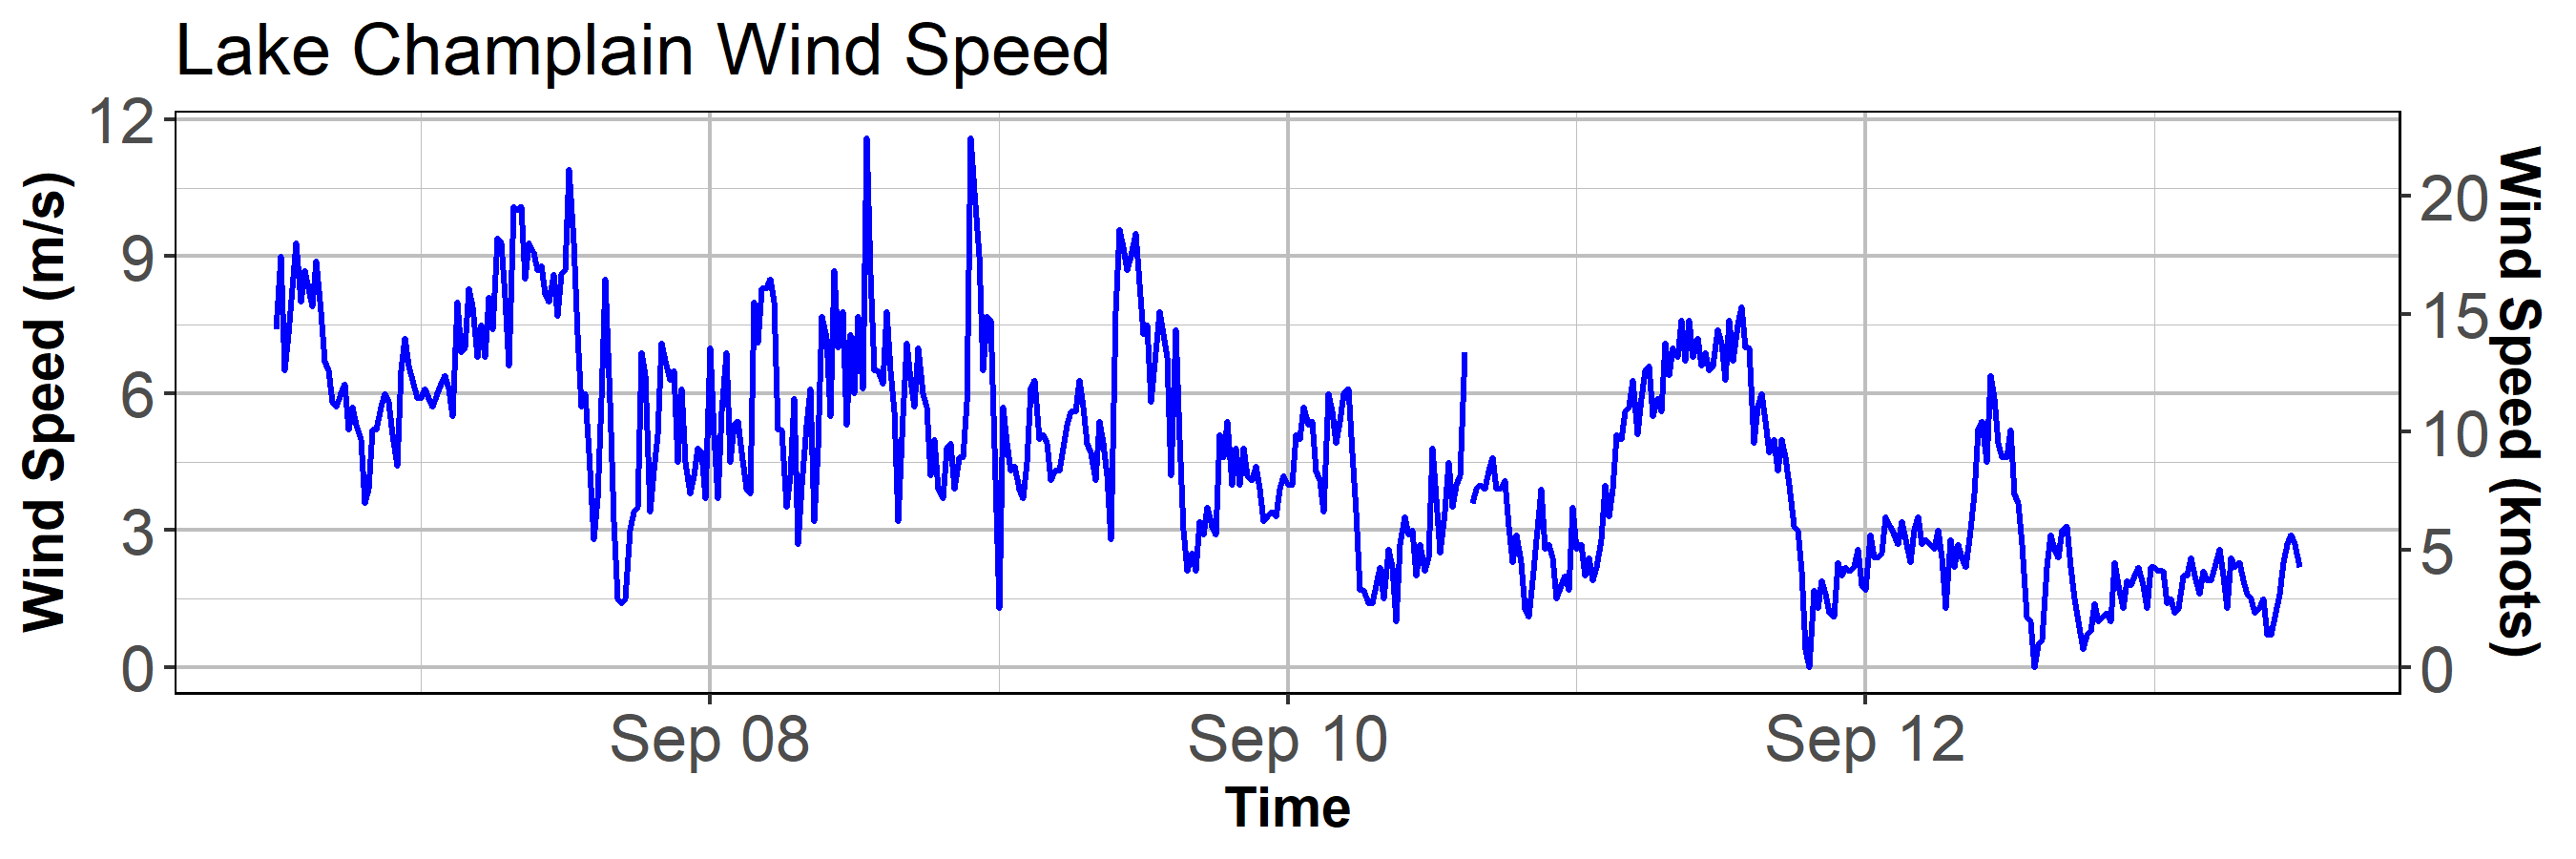 Lake Champlain Wind Speed
12
9
6
3
0
Wind Speed (m/s)
20
15
10
5
0
Wind Speed (knots)
Sep 08 Sep 10 Sep 12
Time